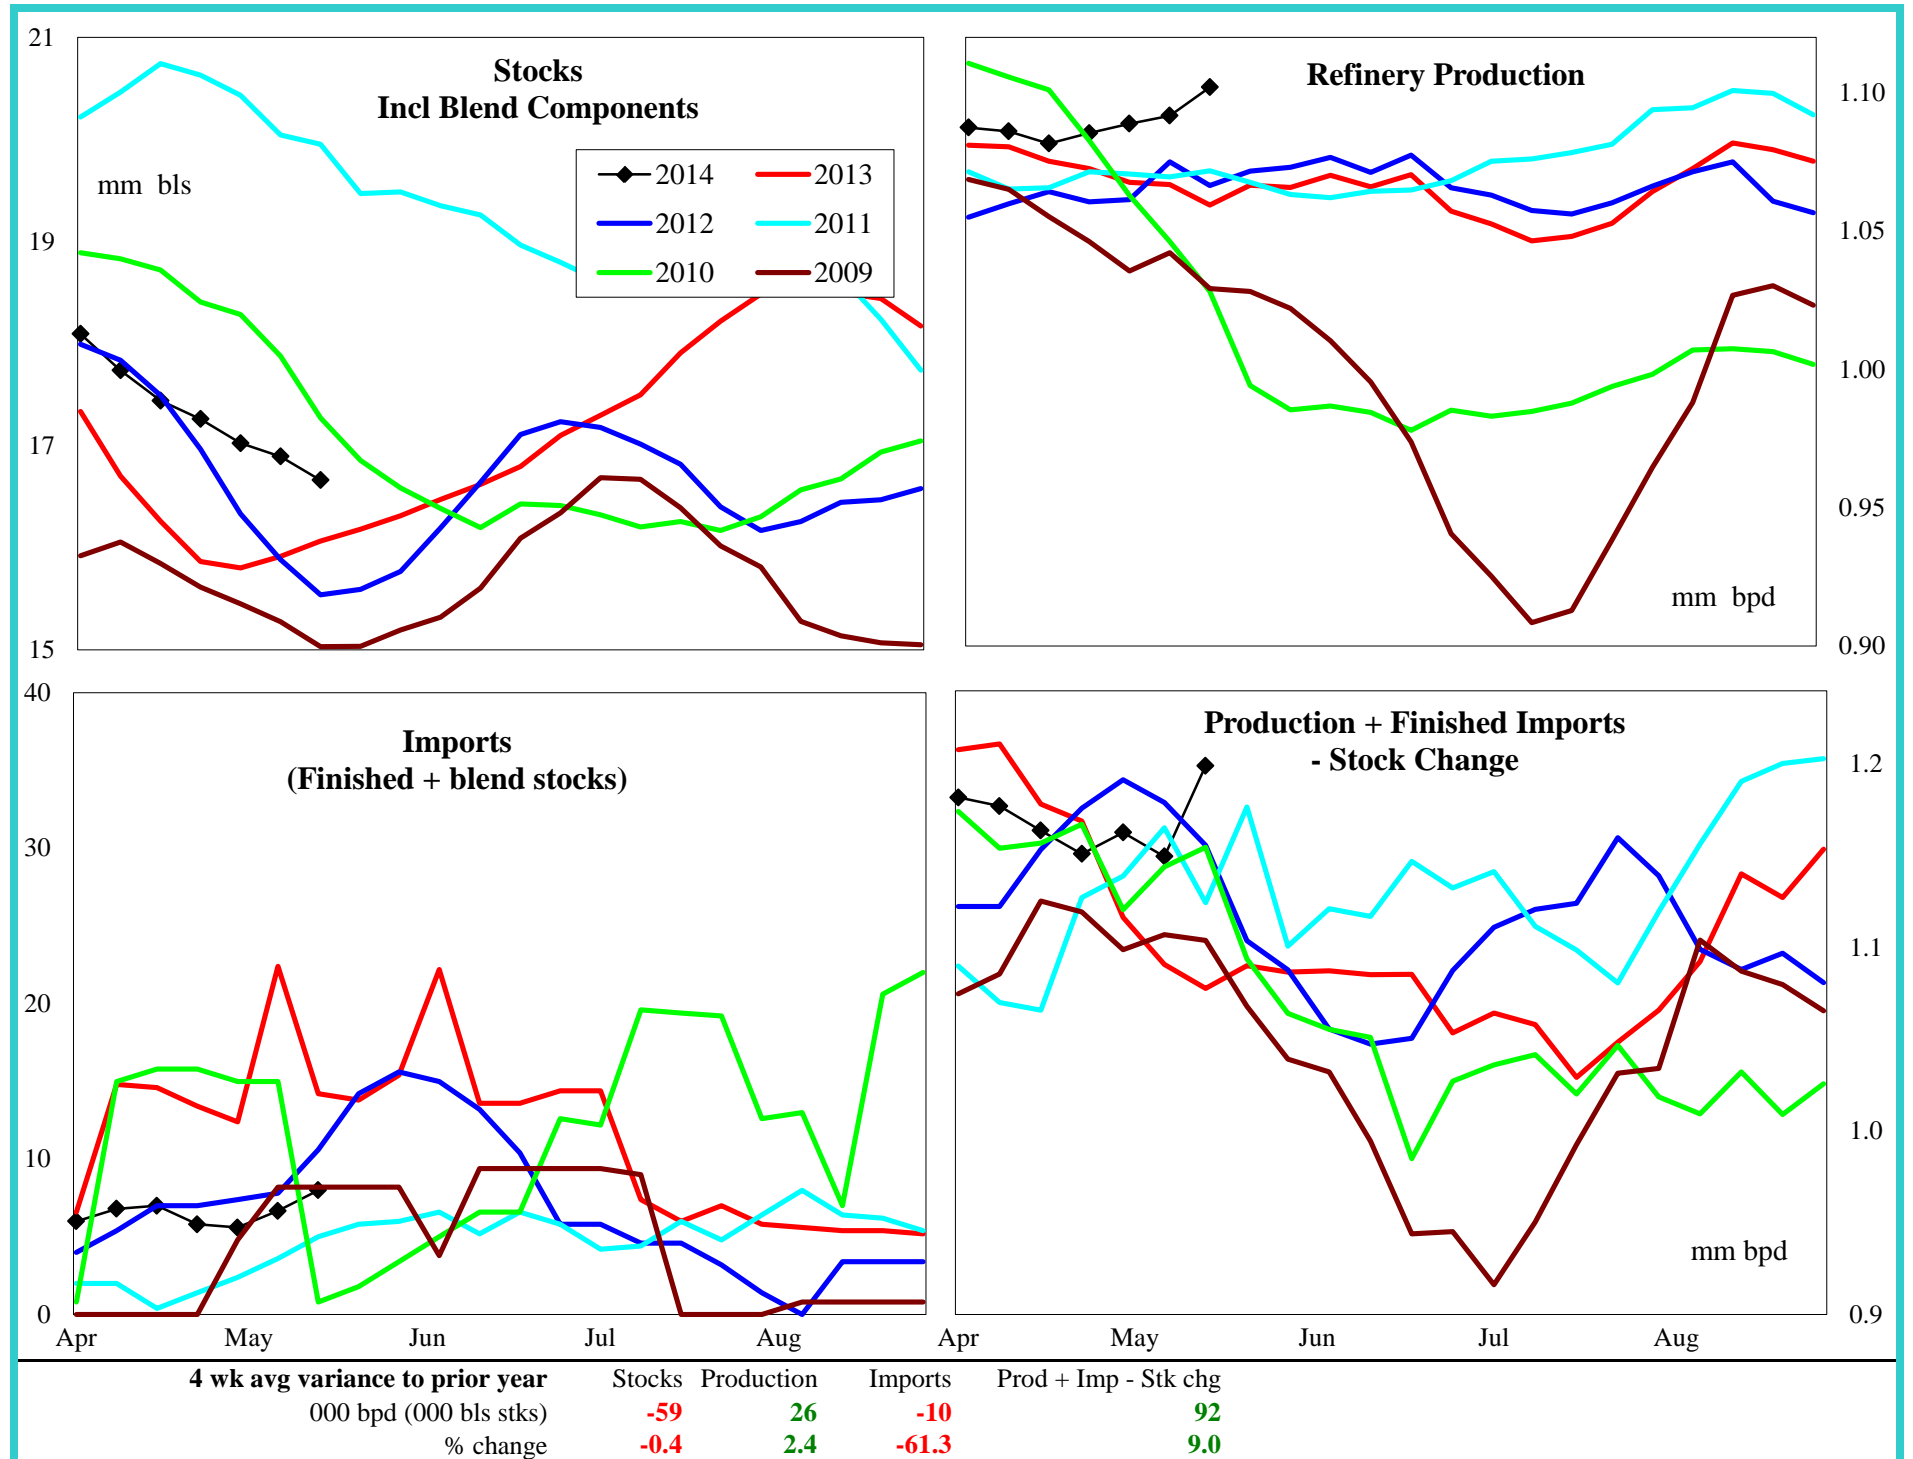 Stocks
Incl Blend Components
21
19
17
15
mm bls
2014
2013
2012
2011
2010
2009
Refinery Production
1.10
1.05
1.00
0.95
0.90
mm bpd
Imports
(Finished + blend stocks)
40
30
20
10
0
Apr May Jun Jul Aug
Production + Finished Imports
- Stock Change
1.2
1.1
1.0
0.9
mm bpd
Apr May Jun Jul Aug
4 wk avg variance to prior year Stocks Production Imports Prod + Imp - Stk chg
000 bpd (000 bls stks) -59 26 -10 92
% change -0.4 2.4 -61.3 9.0